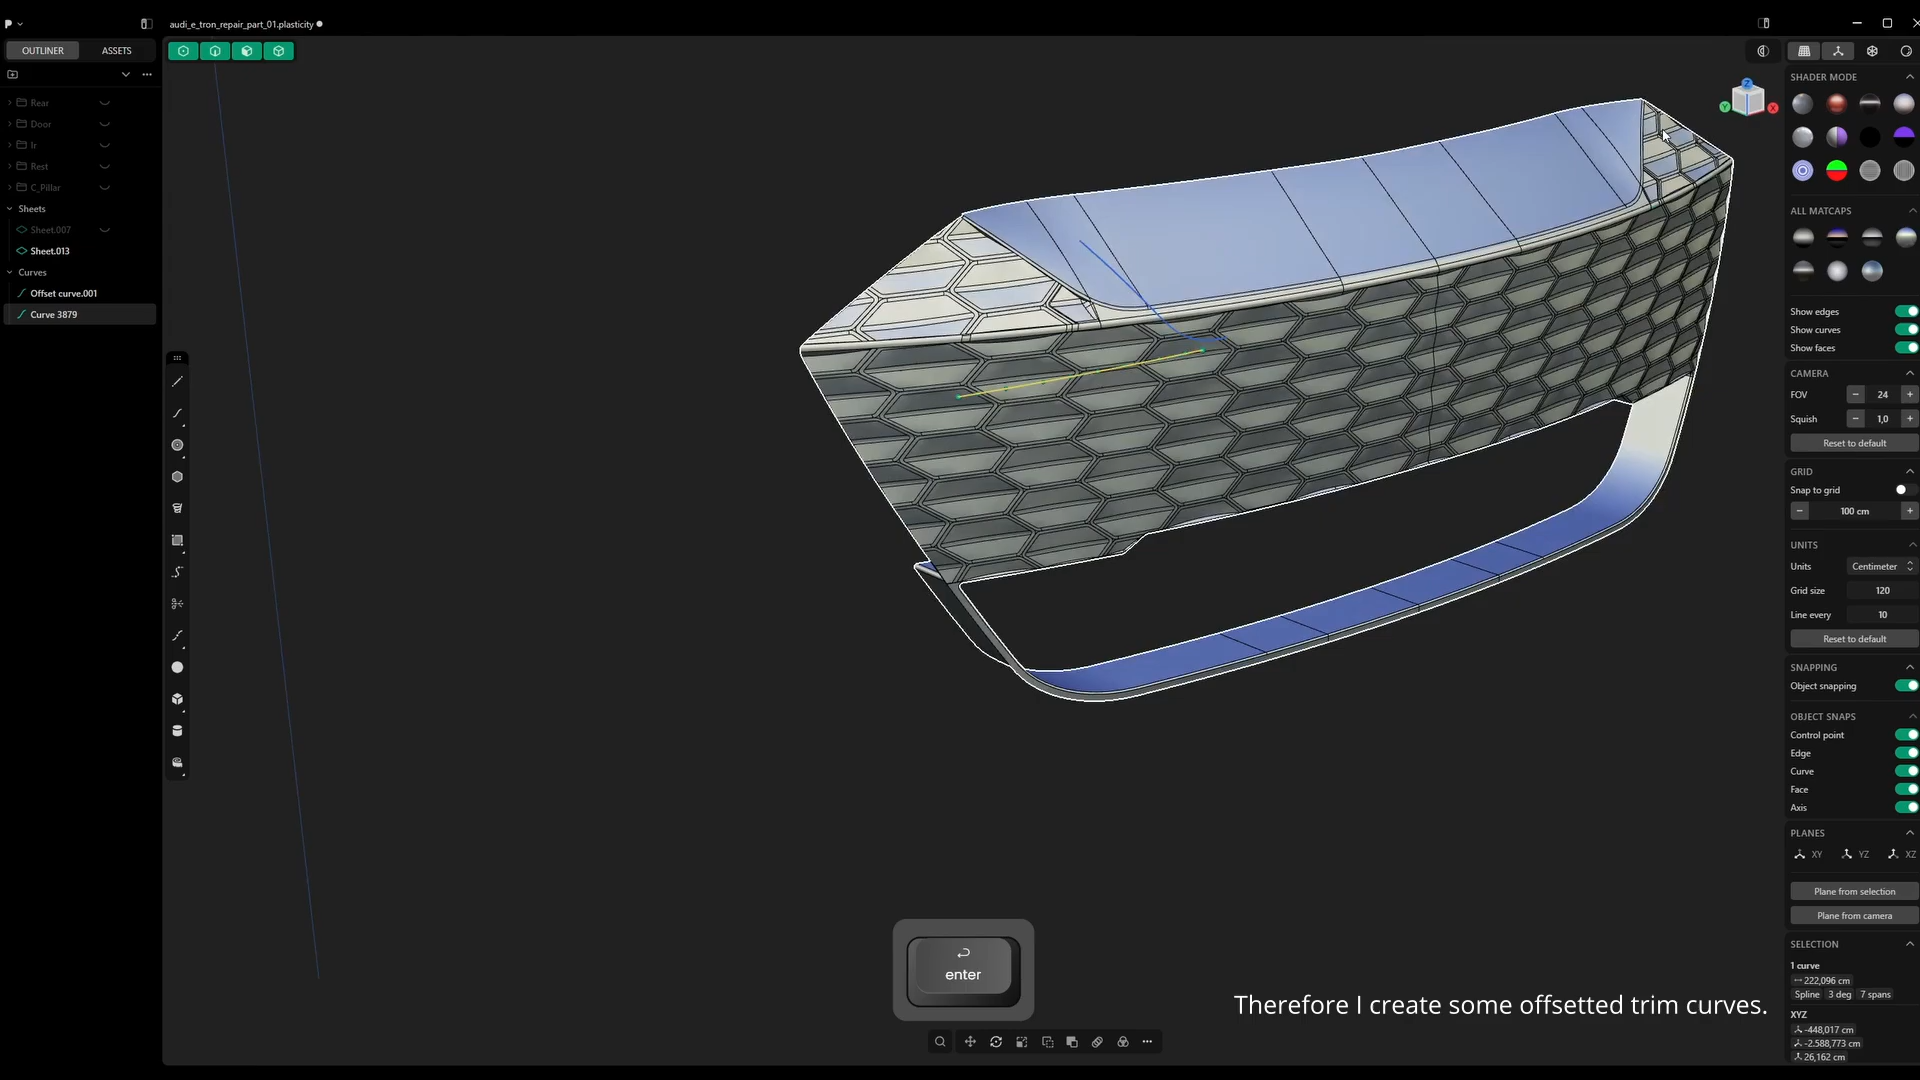 audi_e_tron_repair_part_01.plasticity
OUTLINER
ASSETS
Rear
Door
Ir
Rest
C_Pillar
Sheets
Sheet.007
Sheet.013
Curves
Offset curve.001
Curve 3879
Z
Y
X
enter
Therefore I create some offsetted trim curves.
SHADER MODE
ALL MATCAPS
Show edges
Show curves
Show faces
CAMERA
FOV
24
Squish
1,0
Reset to default
GRID
Snap to grid
100 cm
UNITS
Units
Centimeter
Grid size
120
Line every
10
Reset to default
SNAPPING
Object snapping
OBJECT SNAPS
Control point
Edge
Curve
Face
Axis
PLANES
XY
YZ
XZ
Plane from selection
Plane from camera
SELECTION
1 curve
222,096 cm
Spline 3 deg 7 spans
XYZ
-448,017 cm
-2.588,773 cm
26,162 cm